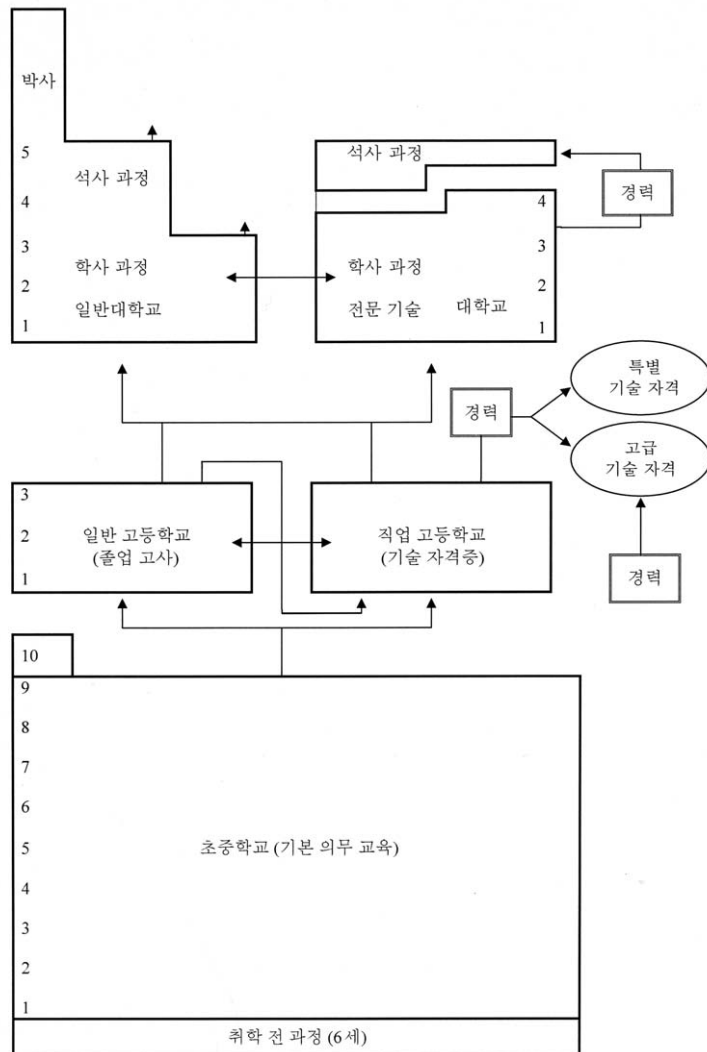 박사
5
석사 과정
4
3
학사 과정
2
일반대학교
1
석사 과정
경력
4
3
학사 과정
2
전문 기술 대학교
1
특별
기술 자격
경력
고급
기술 자격
3
2
일반 고등학교
(졸업 고사)
1
직업 고등학교
(기술 자격증)
경력
10
9
8
7
6
5
초중학교 (기본 의무 교육)
4
3
2
1
취학 전 과정 (6세)